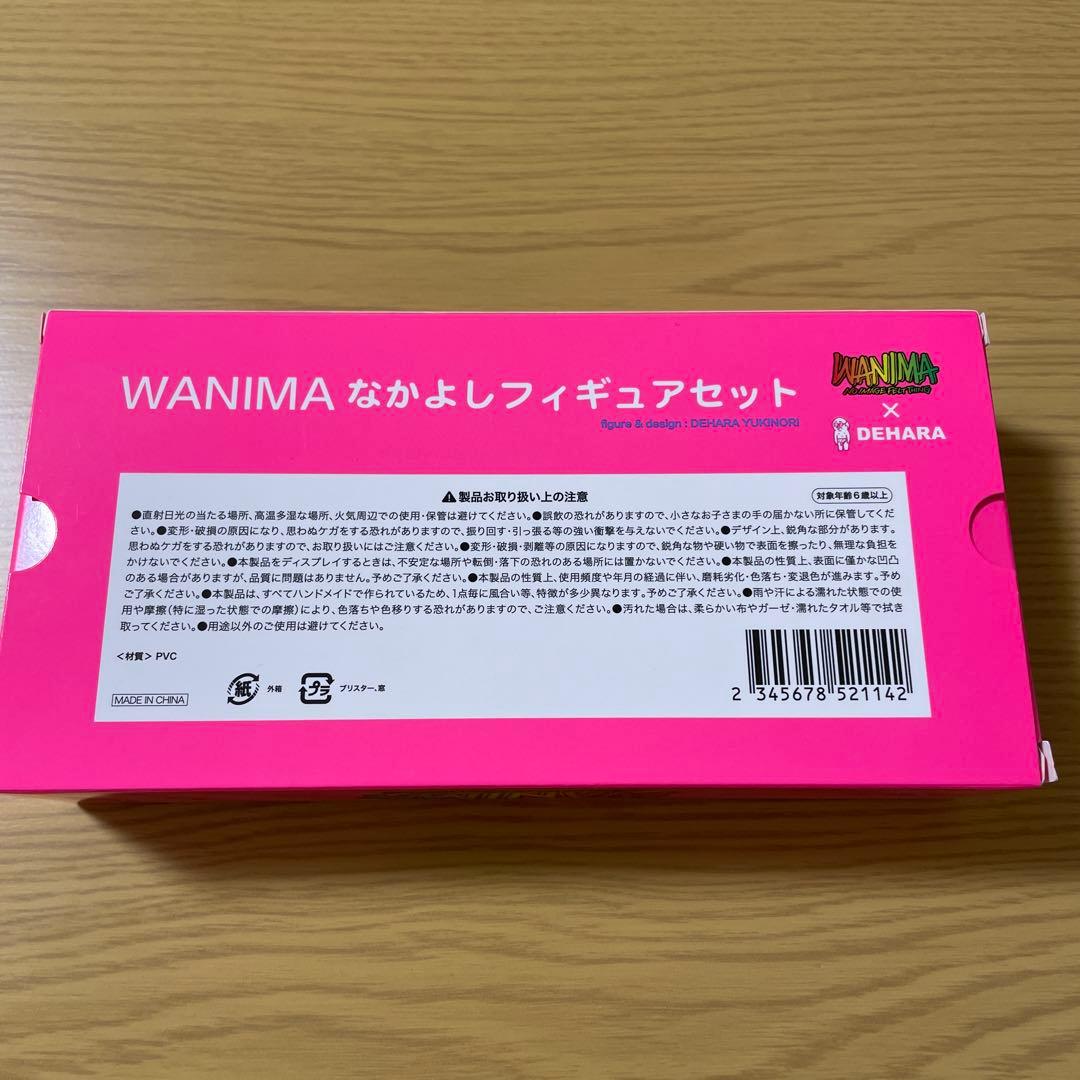 WANIMA なかよしフィギュアセット
figure & design : DEHARA YUKINORI
WANIMA
NO IMAGE FELT THING
×
DEHARA
⚠製品お取り扱い上の注意
対象年齢6歳以上
●直射日光の当たる場所、高温多湿な場所、火気周辺での使用・保管は避けてください。●誤飲の恐れがありますので、小さなお子さまの手の届かない所に保管してくだ
さい。●変形・破損の原因になり、思わぬケガをする恐れがありますので、振り回す・引っ張る等の強い衝撃を与えないでください。●デザイン上、鋭角な部分があります。
思わぬケガをする恐れがありますので、お取り扱いにはご注意ください。●変形・破損・剥離等の原因になりますので、鋭角な物や硬い物で表面を擦ったり、無理な負担を
かけないでください。●本製品をディスプレイするときは、不安定な場所や転倒・落下の恐れのある場所には置かないでください。●本製品の性質上、表面に僅かな凹凸
のある場合がありますが、品質に問題はありません。予めご了承ください。●本製品の性質上、使用頻度や年月の経過に伴い、磨耗劣化・色落ち・変退色が進みます。予め
ご了承ください。●本製品は、すべてハンドメイドで作られているため、1点毎に風合い等、特徴が多少異なります。予めご了承ください。●雨や汗による濡れた状態での使
用や摩擦(特に湿った状態での摩擦)により、色落ちや色移りする恐れがありますので、ご注意ください。●汚れた場合は、柔らかい布やガーゼ・濡れたタオル等で拭き
取ってください。●用途以外のご使用は避けてください。
＜材質＞PVC
MADE IN CHINA
紙 外箱
プラ ブリスター、窓
2 345678 521142